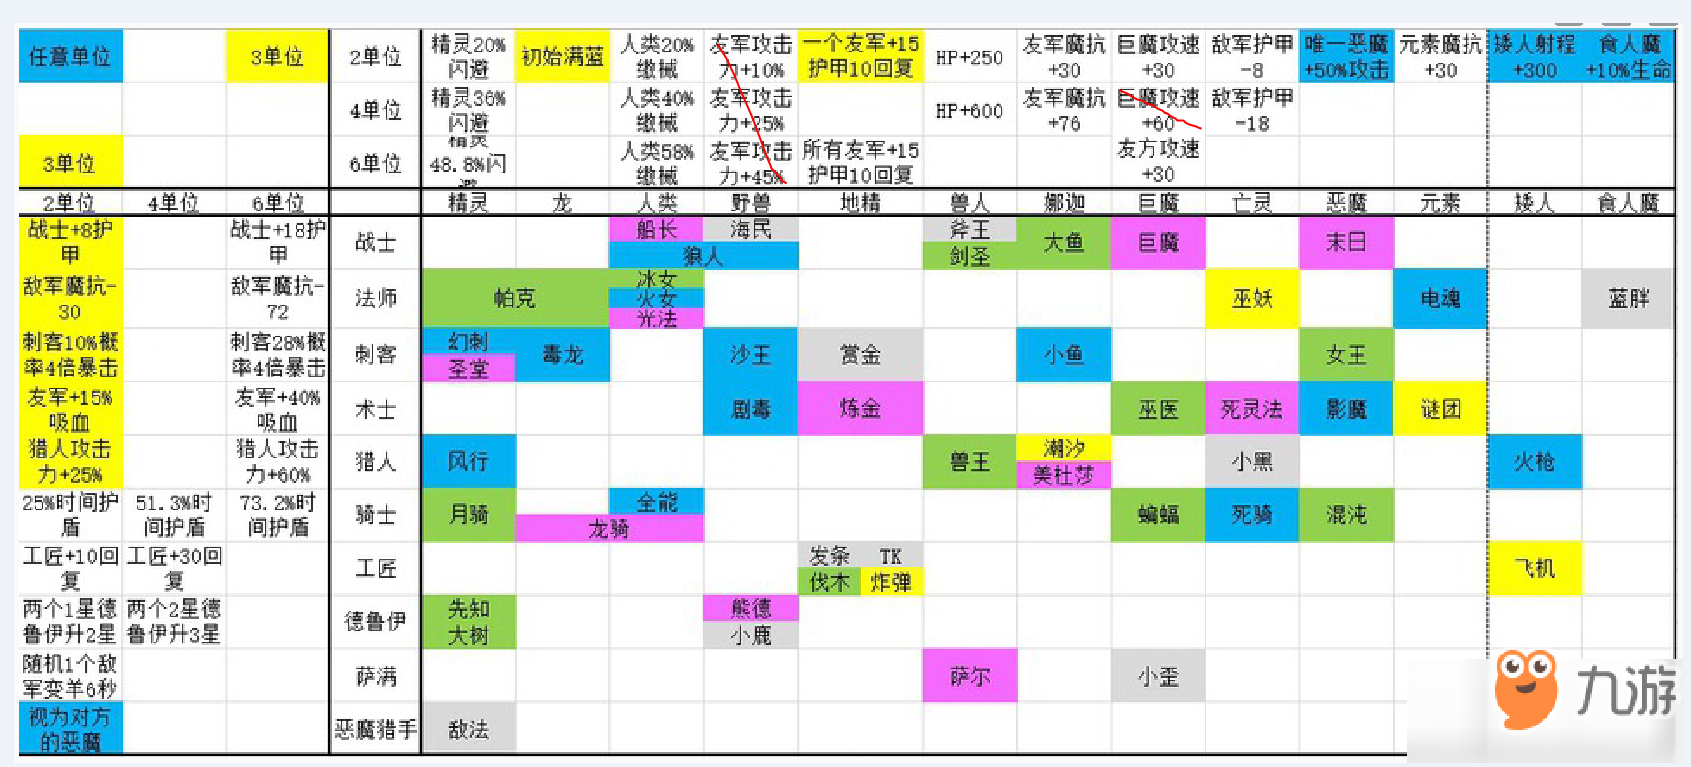 任意单位 3单位 2单位 精灵20%闪避 初始满蓝 人类20%缴械 友军攻击力+10% 一个友军+15护甲10回复 HP+250 友军魔抗+30 巨魔攻速+30 敌军护甲-8 唯一恶魔+50%攻击 元素魔抗+30 矮人射程+300 食人魔+10%生命
4单位 精灵36%闪避 人类40%缴械 友军攻击力+25% HP+600 友军魔抗+76 巨魔攻速+60 敌军护甲-18
3单位 6单位 精灵48.8%闪避 人类58%缴械 友军攻击力+45% 所有友军+15护甲10回复 友方攻速+30
2单位 4单位 6单位 精灵 龙 人类 野兽 地精 兽人 娜迦 巨魔 亡灵 恶魔 元素 矮人 食人魔
战士+8护甲 战士+18护甲 战士 船长 海民 狼人 斧王 剑圣 大鱼 巨魔 末日
敌军魔抗-30 敌军魔抗-72 法师 帕克 冰女 火女 光法 巫妖 电魂 蓝胖
刺客10%概率4倍暴击 刺客28%概率4倍暴击 刺客 幻刺 圣堂 毒龙 沙王 赏金 小鱼 女王
友军+15%吸血 友军+40%吸血 术士 剧毒 炼金 巫医 死灵法 影魔 谜团
猎人攻击力+25% 猎人攻击力+60% 猎人 风行 兽王 潮汐 美杜莎 小黑 火枪
25%时间护盾 51.3%时间护盾 73.2%时间护盾 骑士 月骑 全能 龙骑 蝙蝠 死骑 混沌
工匠+10回复 工匠+30回复 工匠 发条 TK 伐木 炸弹 飞机
两个1星德鲁伊升2星 两个2星德鲁伊升3星 德鲁伊 先知 大树 熊德 小鹿
随机1个敌军变羊6秒 萨满 萨尔 小歪
视为对方的恶魔 恶魔猎手 敌法
九游